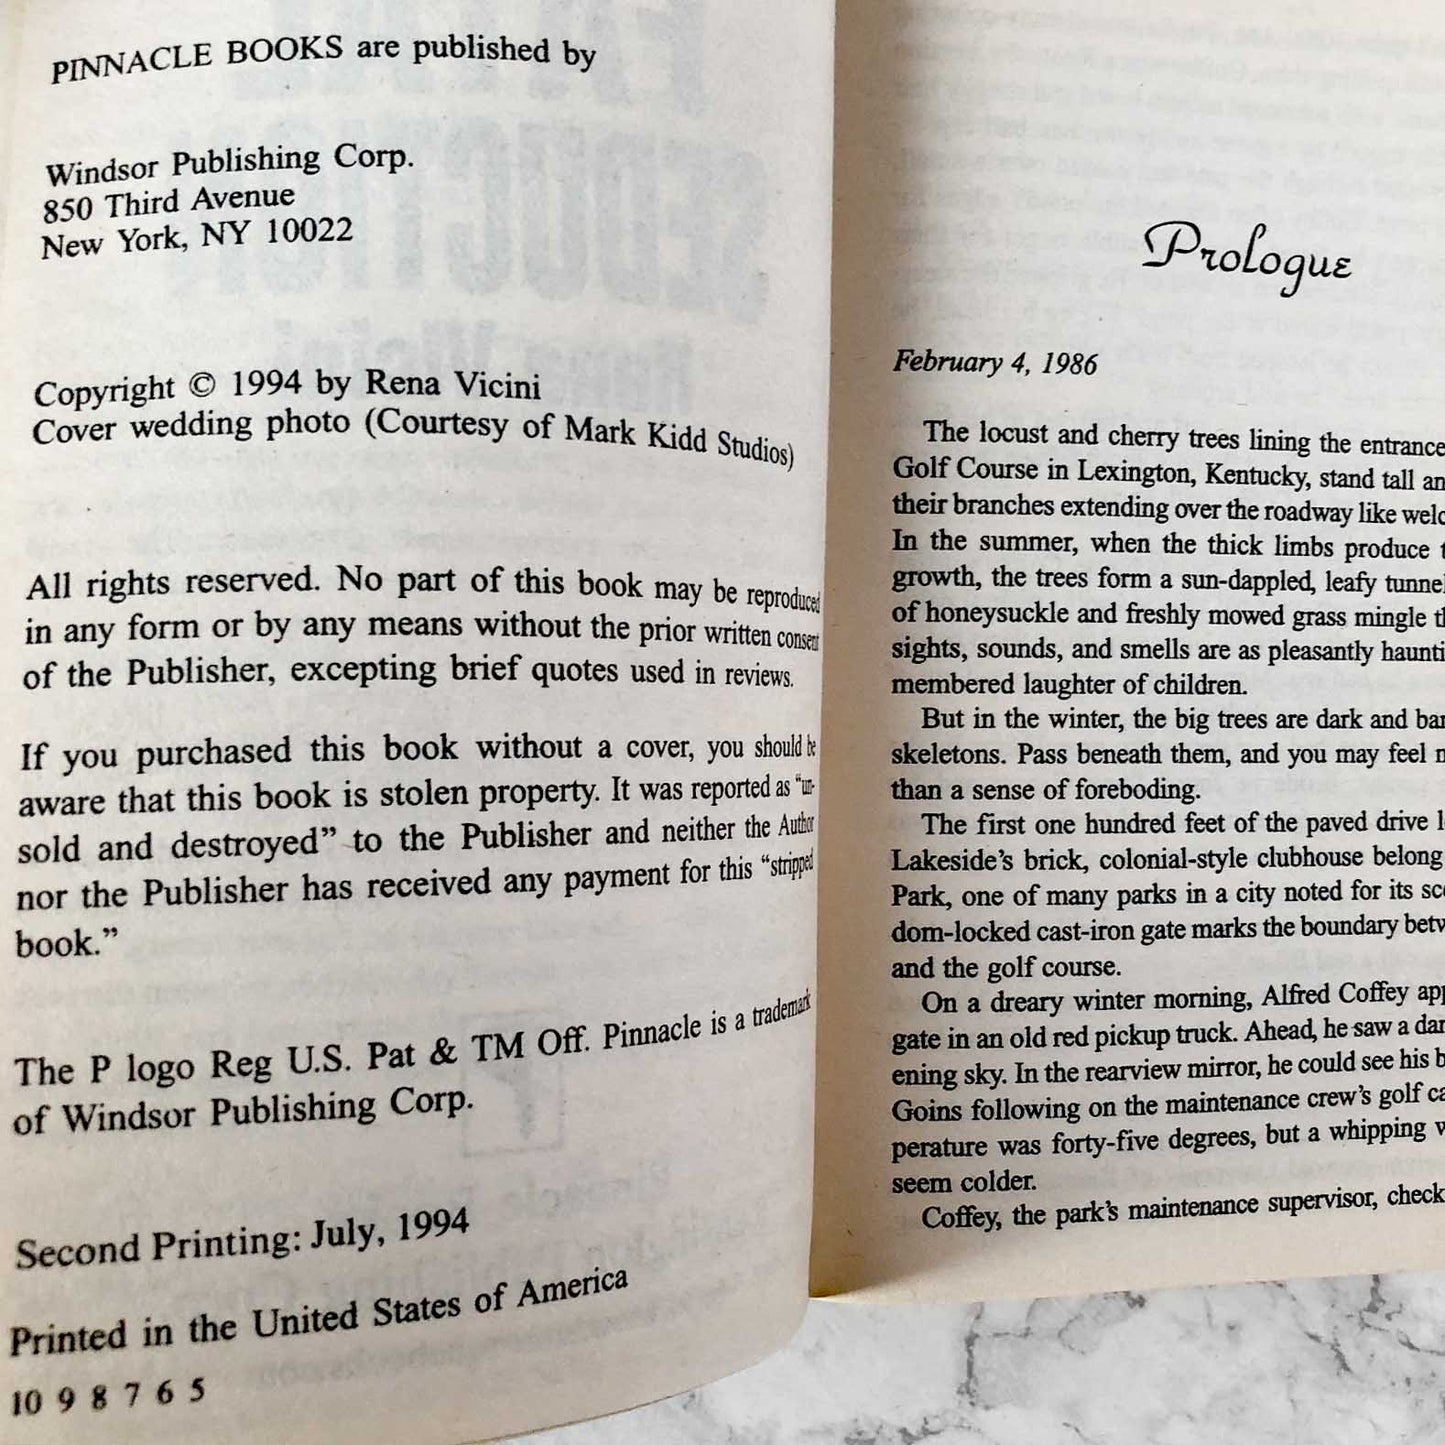 PINNACLE BOOKS are published by
Windsor Publishing Corp.
850 Third Avenue
New York, NY 10022
Copyright © 1994 by Rena Vicini
Cover wedding photo (Courtesy of Mark Kidd Studios)
All rights reserved. No part of this book may be reproduced
in any form or by any means without the prior written consent
of the Publisher, excepting brief quotes used in reviews.
If you purchased this book without a cover, you should be
aware that this book is stolen property. It was reported as “un-
sold and destroyed” to the Publisher and neither the Author
nor the Publisher has received any payment for this “stripped
book.”
The P logo Reg U.S. Pat & TM Off. Pinnacle is a trademark
of Windsor Publishing Corp.
Second Printing: July, 1994
Printed in the United States of America
10 9 8 7 6 5
Prologue
February 4, 1986
The locust and cherry trees lining the entrance
Golf Course in Lexington, Kentucky, stand tall
their branches extending over the roadway like
In the summer, when the thick limbs produce
growth, the trees form a sun-dappled, leafy tunnel
of honeysuckle and freshly mowed grass mingle
sights, sounds, and smells are as pleasantly
membered laughter of children.
But in the winter, the big trees are dark and
skeletons. Pass beneath them, and you may feel
than a sense of foreboding.
The first one hundred feet of the paved drive
Lakeside’s brick, colonial-style clubhouse belong
Park, one of many parks in a city noted for its
dom-locked cast-iron gate marks the boundary
and the golf course.
On a dreary winter morning, Alfred Coffey
gate in an old red pickup truck. Ahead, he saw a
ening sky. In the rearview mirror, he could see his
Goins following on the maintenance crew’s golf
perature was forty-five degrees, but a whipping
seem colder.
Coffey, the park’s maintenance supervisor, check